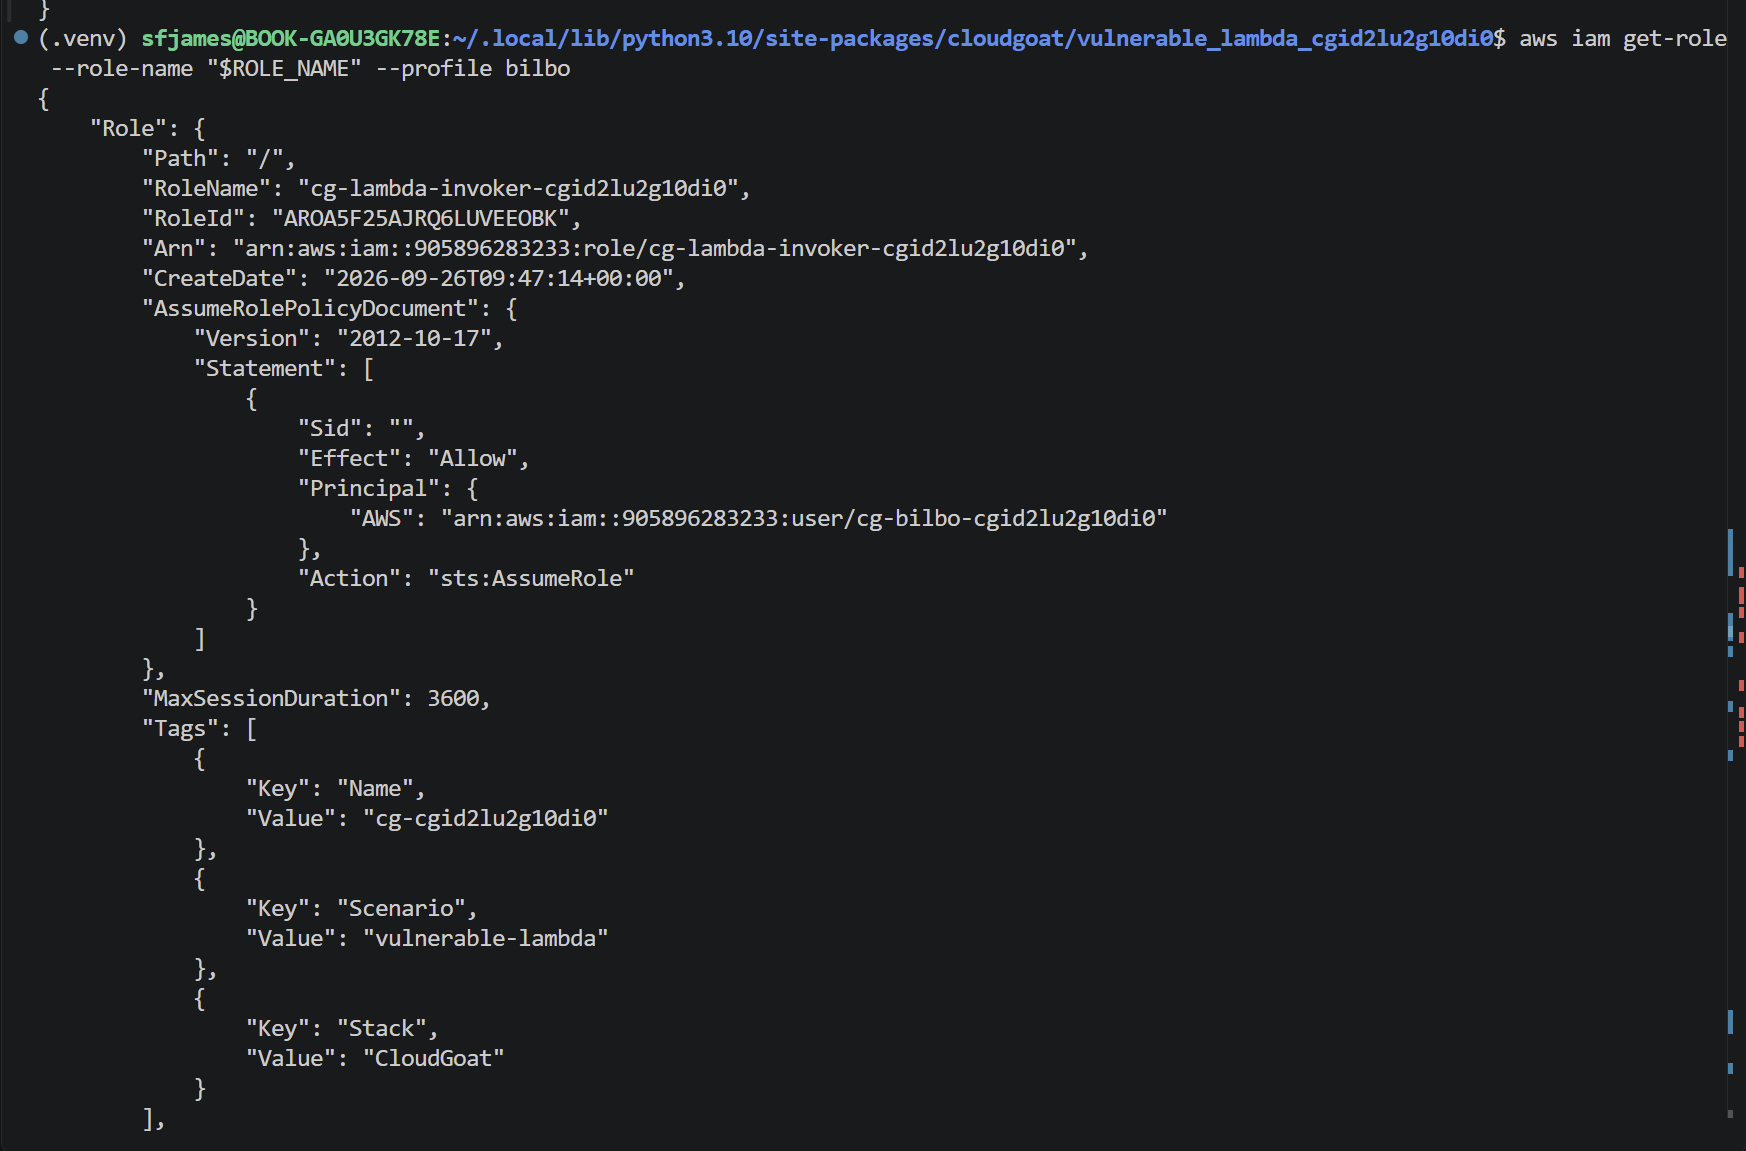 }
(.venv) sfjames@BOOK-GA0U3GK78E:~/.local/lib/python3.10/site-packages/cloudgoat/vulnerable_lambda_cgid2lu2g10di0$ aws iam get-role
 --role-name "$ROLE_NAME" --profile bilbo
{
    "Role": {
        "Path": "/",
        "RoleName": "cg-lambda-invoker-cgid2lu2g10di0",
        "RoleId": "AROA5F25AJRQ6LUVEEOBK",
        "Arn": "arn:aws:iam::905896283233:role/cg-lambda-invoker-cgid2lu2g10di0",
        "CreateDate": "2026-09-26T09:47:14+00:00",
        "AssumeRolePolicyDocument": {
            "Version": "2012-10-17",
            "Statement": [
                {
                    "Sid": "",
                    "Effect": "Allow",
                    "Principal": {
                        "AWS": "arn:aws:iam::905896283233:user/cg-bilbo-cgid2lu2g10di0"
                    },
                    "Action": "sts:AssumeRole"
                }
            ]
        },
        "MaxSessionDuration": 3600,
        "Tags": [
            {
                "Key": "Name",
                "Value": "cg-cgid2lu2g10di0"
            },
            {
                "Key": "Scenario",
                "Value": "vulnerable-lambda"
            },
            {
                "Key": "Stack",
                "Value": "CloudGoat"
            }
        ],